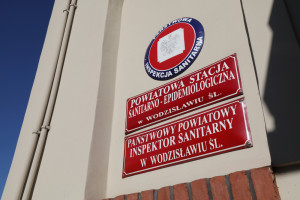 PAŃSTWOWA
INSPEKCJA SANITARNA
POWIATOWA STACJA
SANITARNO - EPIDEMIOLOGICZNA
W WODZISŁAWIU ŚL.
PAŃSTWOWY POWIATOWY
INSPEKTOR SANITARNY
W WODZISŁAWIU ŚL.